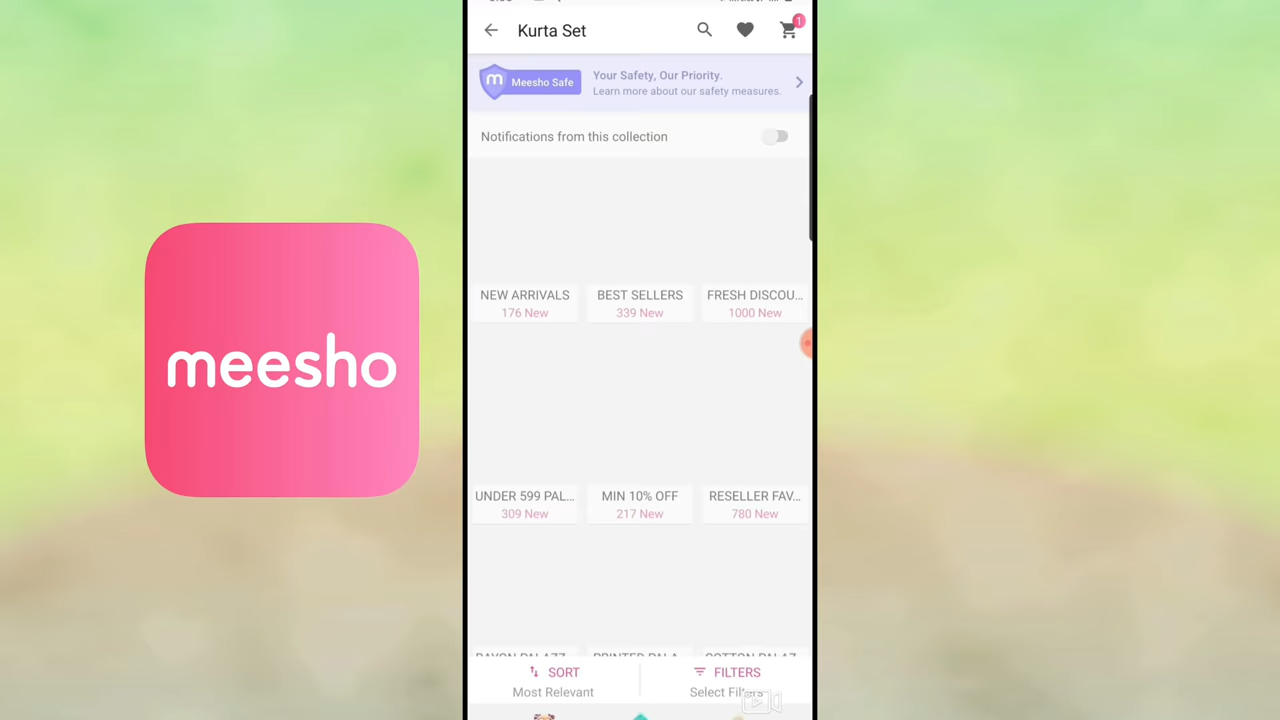 Kurta Set
1
m Meesho Safe
Your Safety, Our Priority.
Learn more about our safety measures.
Notifications from this collection
NEW ARRIVALS
176 New
BEST SELLERS
339 New
FRESH DISCOU...
1000 New
meesho
UNDER 599 PAL...
309 New
MIN 10% OFF
217 New
RESELLER FAV...
780 New
SORT
Most Relevant
FILTERS
Select Filters